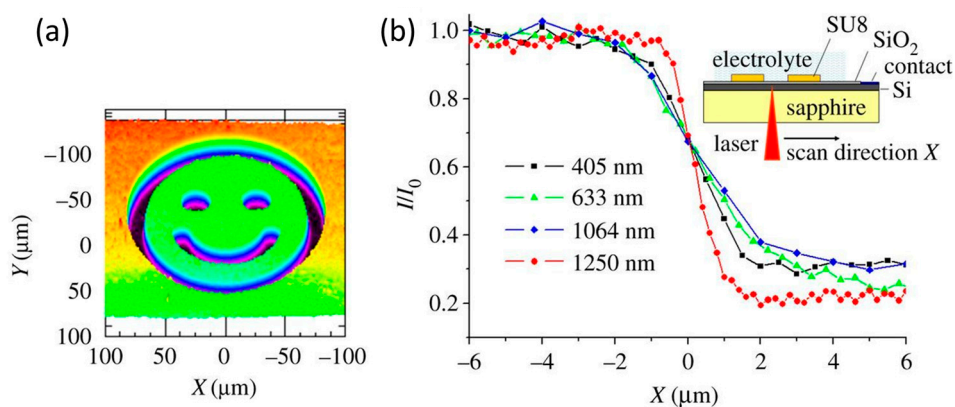 (a)
−100
−50
0
50
100
Y (µm)
100 50 0 −50 −100
X (µm)
(b)
1.0
0.8
0.6
0.4
0.2
I/I0
405 nm
633 nm
1064 nm
1250 nm
SU8
SiO2
contact
Si
electrolyte
sapphire
laser
scan direction X
−6 −4 −2 0 2 4 6
X (µm)